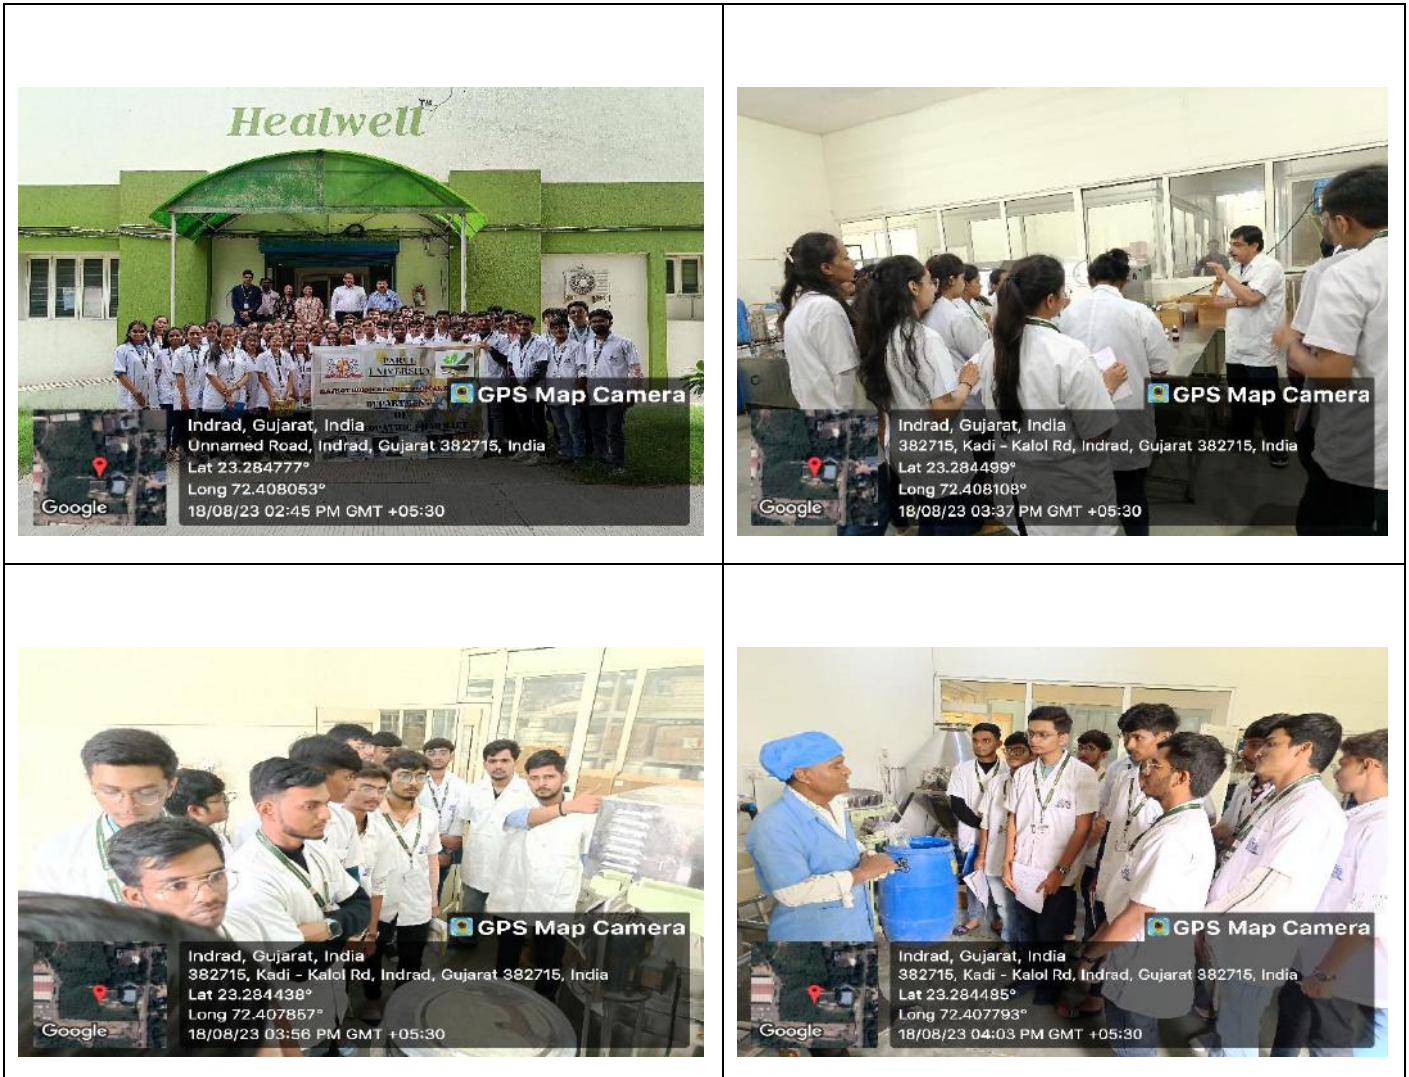 Healwell
TM
PARUL
UNIVERSITY
DEPARTMENT
OF
GPS Map Camera
Indrad, Gujarat, India
Unnamed Road, Indrad, Gujarat 382715, India
Lat 23.284777°
Long 72.408053°
18/08/23 02:45 PM GMT +05:30
Google
GPS Map Camera
Indrad, Gujarat, India
382715, Kadi - Kalol Rd, Indrad, Gujarat 382715, India
Lat 23.284499°
Long 72.408108°
18/08/23 03:37 PM GMT +05:30
Google
GPS Map Camera
Indrad, Gujarat, India
382715, Kadi - Kalol Rd, Indrad, Gujarat 382715, India
Lat 23.284438°
Long 72.407857°
18/08/23 03:56 PM GMT +05:30
Google
GPS Map Camera
Indrad, Gujarat, India
382715, Kadi - Kalol Rd, Indrad, Gujarat 382715, India
Lat 23.284485°
Long 72.407793°
18/08/23 04:03 PM GMT +05:30
Google